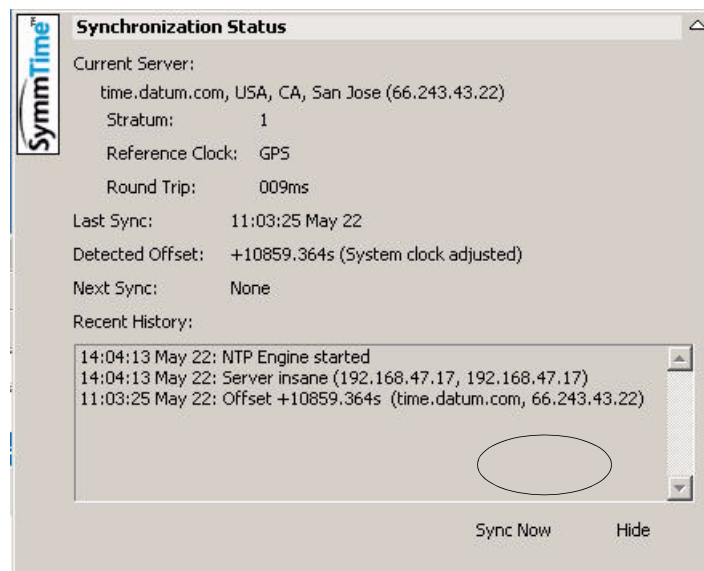 SymmTime™
Synchronization Status
Current Server:
time.datum.com, USA, CA, San Jose (66.243.43.22)
Stratum: 1
Reference Clock: GPS
Round Trip: 009ms
Last Sync: 11:03:25 May 22
Detected Offset: +10859.364s (System clock adjusted)
Next Sync: None
Recent History:
14:04:13 May 22: NTP Engine started
14:04:13 May 22: Server insane (192.168.47.17, 192.168.47.17)
11:03:25 May 22: Offset +10859.364s (time.datum.com, 66.243.43.22)
Sync Now Hide